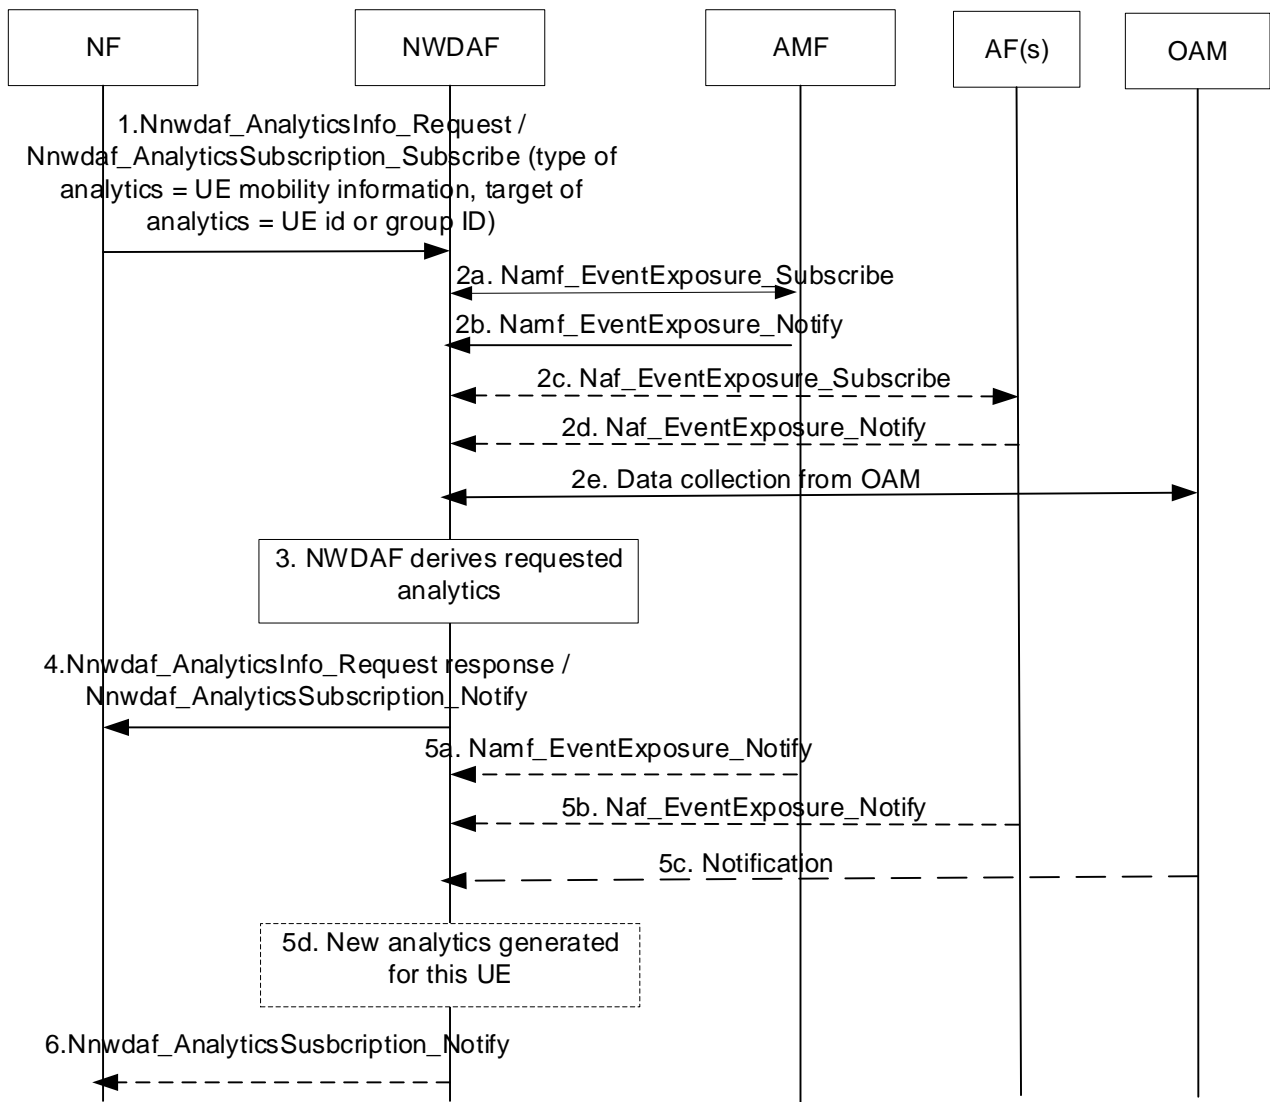 NF
NWDAF
AMF
AF(s)
OAM
1.Nnwdaf_AnalyticsInfo_Request /
Nnwdaf_AnalyticsSubscription_Subscribe (type of
analytics = UE mobility information, target of
analytics = UE id or group ID)
2a. Namf_EventExposure_Subscribe
2b. Namf_EventExposure_Notify
2c. Naf_EventExposure_Subscribe
2d. Naf_EventExposure_Notify
2e. Data collection from OAM
3. NWDAF derives requested
analytics
4.Nnwdaf_AnalyticsInfo_Request response /
Nnwdaf_AnalyticsSubscription_Notify
5a. Namf_EventExposure_Notify
5b. Naf_EventExposure_Notify
5c. Notification
5d. New analytics generated
for this UE
6.Nnwdaf_AnalyticsSusbcription_Notify